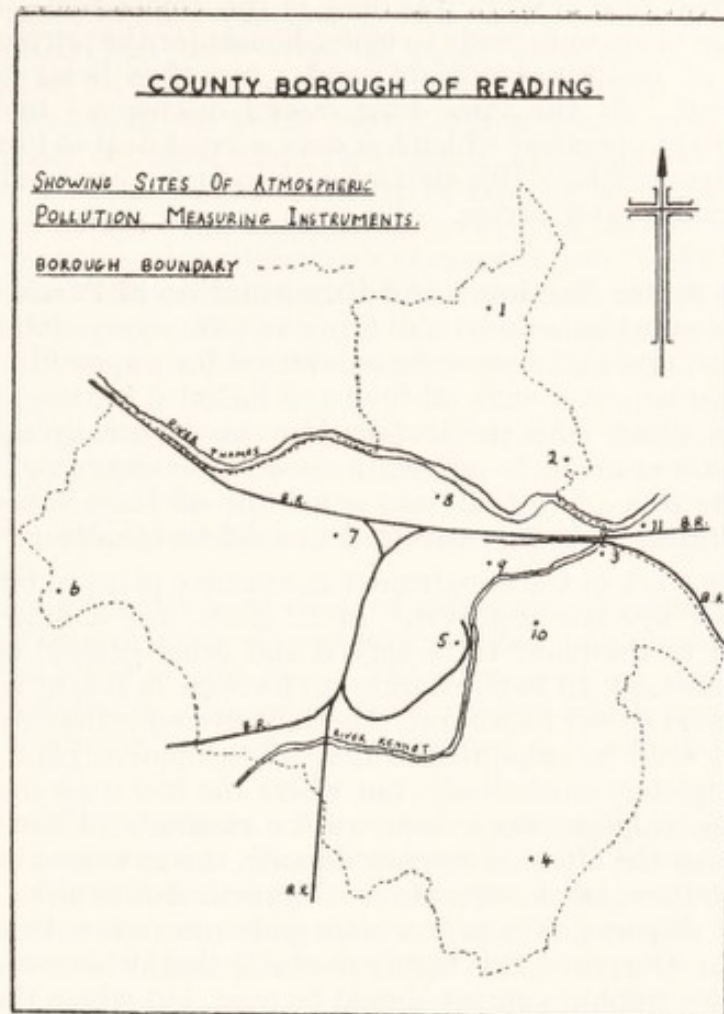 COUNTY BOROUGH OF READING
SHOWING SITES OF ATMOSPHERIC
POLLUTION MEASURING INSTRUMENTS.
BOROUGH BOUNDARY
1
RIVER THAMES
2
B.R.
8
7
11
B.R.
3
9
B.R.
6
5
10
B.R.
RIVER KENNET
4
B.R.